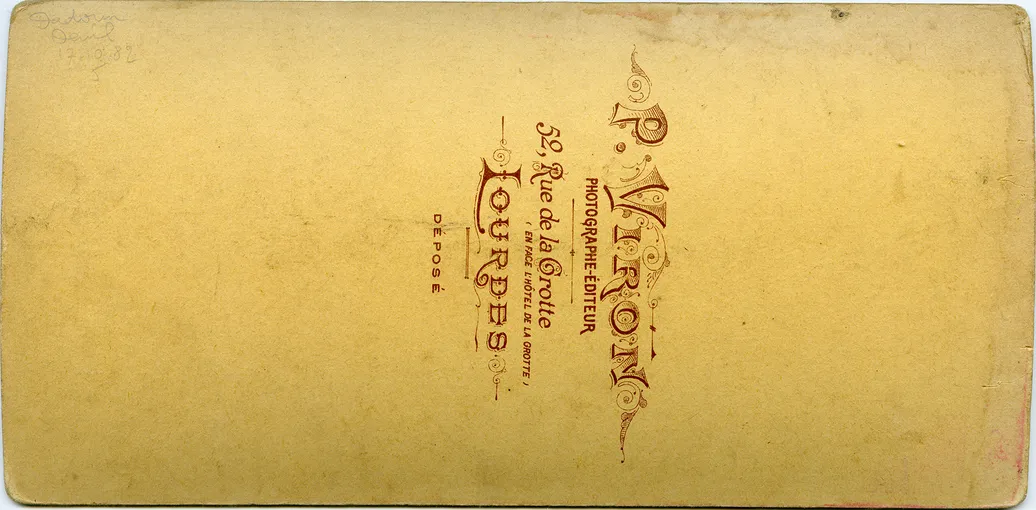 P. VIRON
PHOTOGRAPHE-ÉDITEUR
52, Rue de la Grotte
( EN FACE L'HÔTEL DE LA GROTTE )
LOURDES
DÉPOSÉ